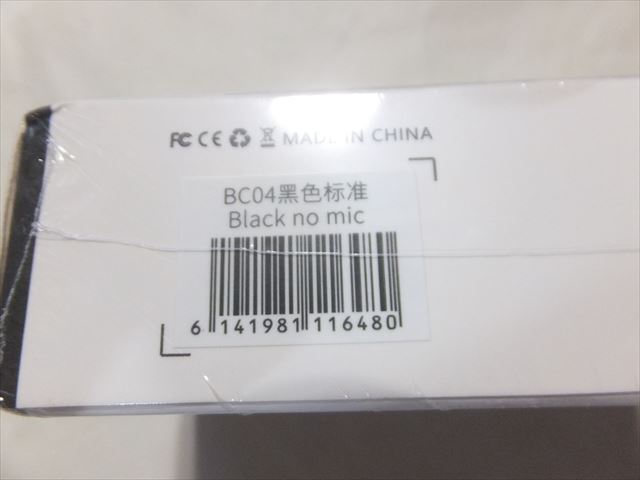 FC CE MADE IN CHINA
BC04黑色标准
Black no mic
6 141981 116480